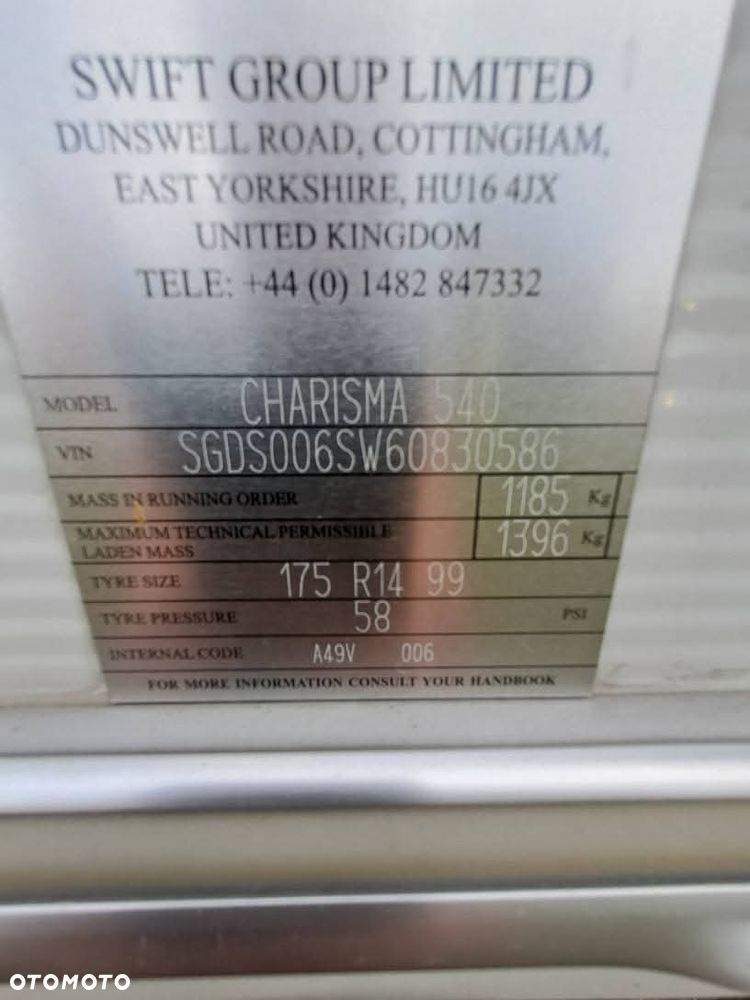 SWIFT GROUP LIMITED
DUNSWELL ROAD, COTTINGHAM,
EAST YORKSHIRE, HU16 4JX
UNITED KINGDOM
TELE: +44 (0) 1482 847332
MODEL CHARISMA 540
VIN SGDS006SW60830586
MASS IN RUNNING ORDER 1185 Kg
MAXIMUM TECHNICAL PERMISSIBLE
LADEN MASS 1396 Kg
TYRE SIZE 175 R14 99
TYRE PRESSURE 58 PSI
INTERNAL CODE A49V 006
FOR MORE INFORMATION CONSULT YOUR HANDBOOK
OTOMOTO